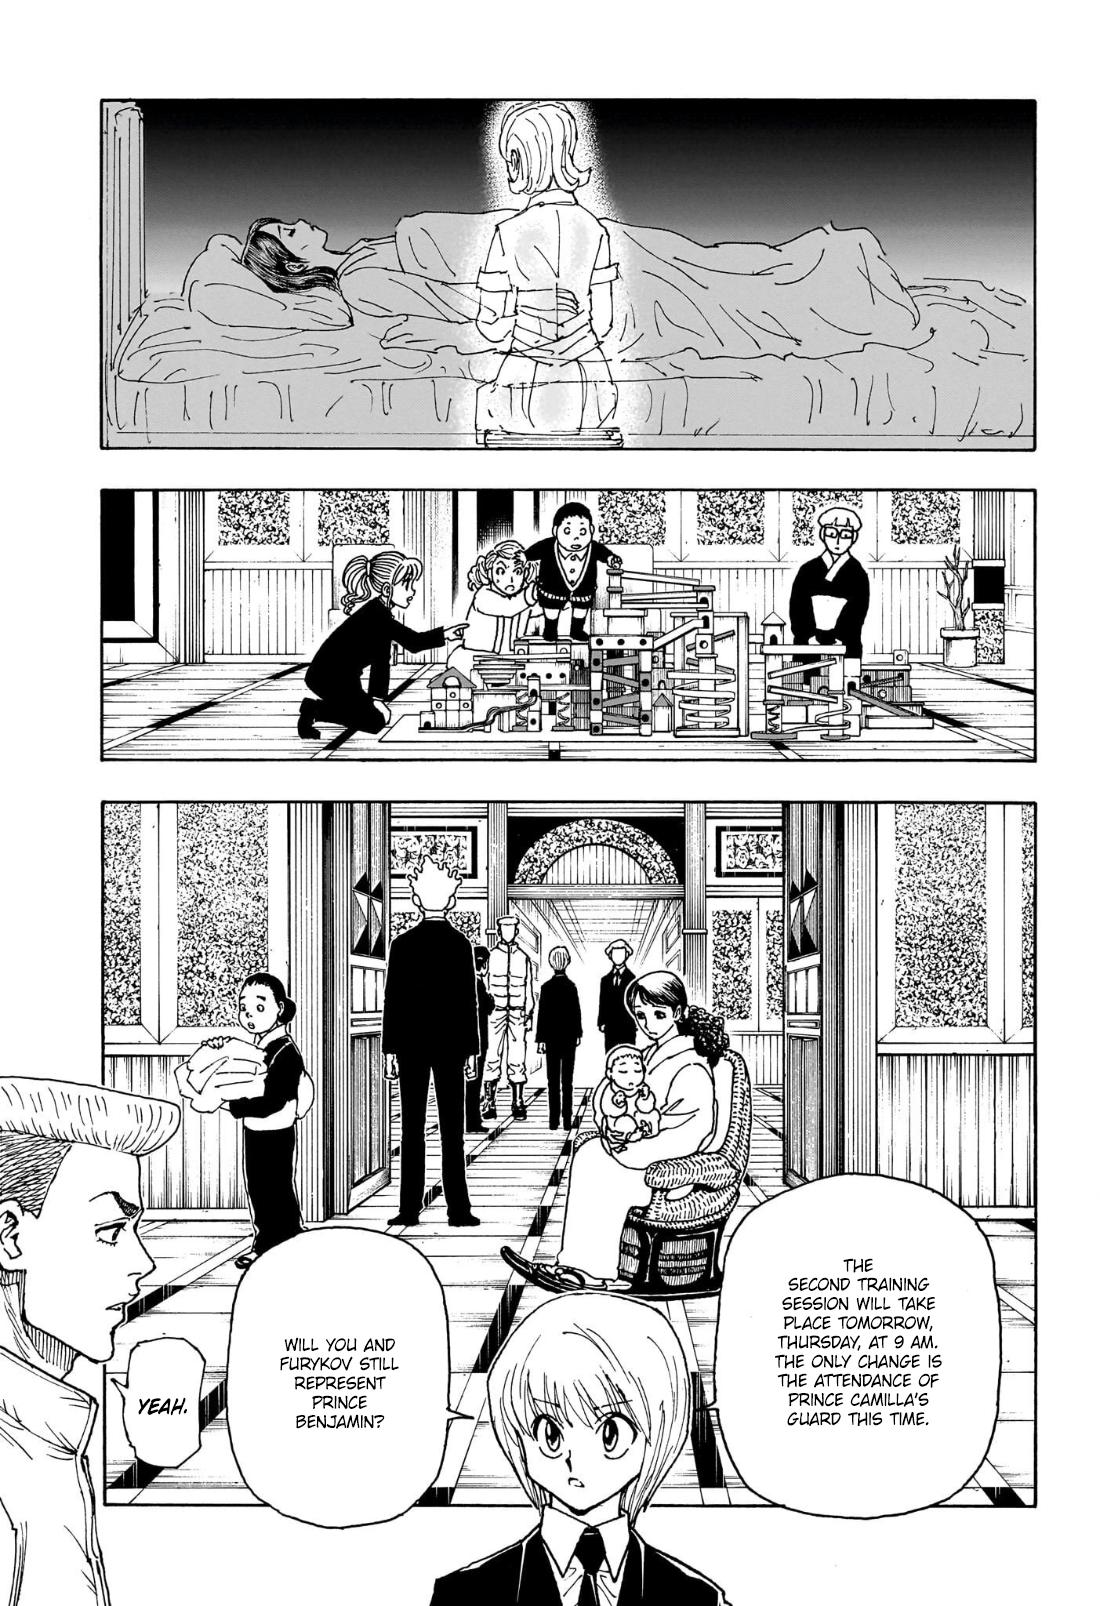 THE
SECOND TRAINING
SESSION WILL TAKE
PLACE TOMORROW,
THURSDAY, AT 9 AM.
THE ONLY CHANGE IS
THE ATTENDANCE OF
PRINCE CAMILLA'S
GUARD THIS TIME.
WILL YOU AND
FURYKOV STILL
REPRESENT
PRINCE
BENJAMIN?
YEAH.